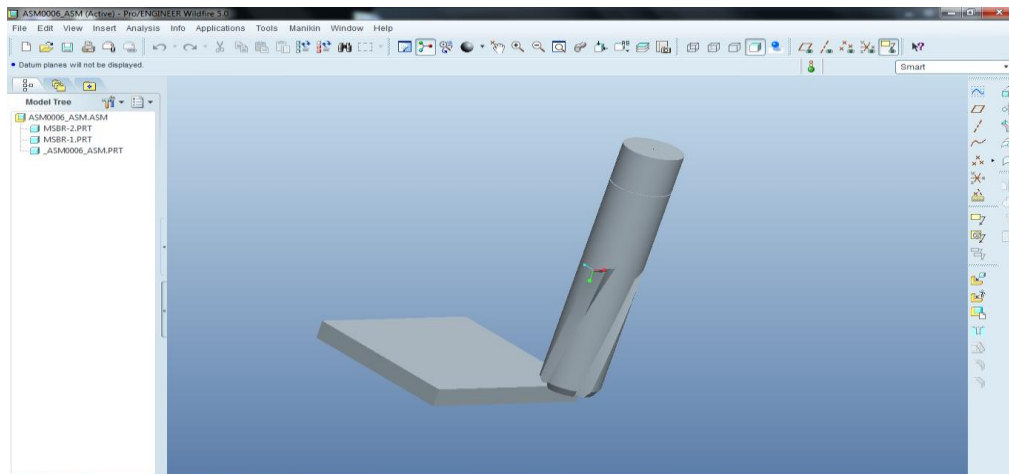 ASM0006_ASM (Active) - Pro/ENGINEER Wildfire 5.0
File Edit View Insert Analysis Info Applications Tools Manikin Window Help
• Datum planes will not be displayed.
Smart
Model Tree
ASM0006_ASM.ASM
MSBR-2.PRT
MSBR-1.PRT
_ASM0006_ASM.PRT